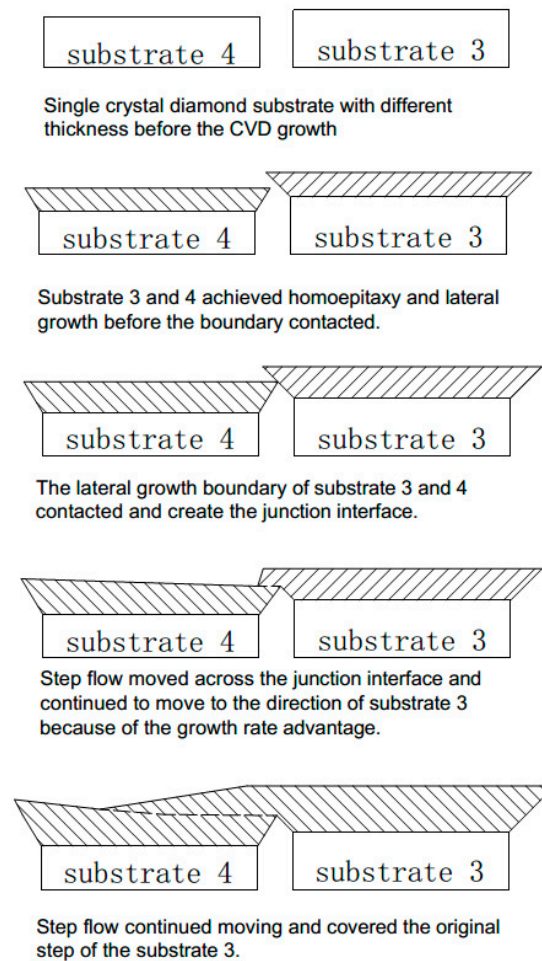 substrate 4 substrate 3
Single crystal diamond substrate with different
thickness before the CVD growth
substrate 4 substrate 3
Substrate 3 and 4 achieved homoepitaxy and lateral
growth before the boundary contacted.
substrate 4 substrate 3
The lateral growth boundary of substrate 3 and 4
contacted and create the junction interface.
substrate 4 substrate 3
Step flow moved across the junction interface and
continued to move to the direction of substrate 3
because of the growth rate advantage.
substrate 4 substrate 3
Step flow continued moving and covered the original
step of the substrate 3.